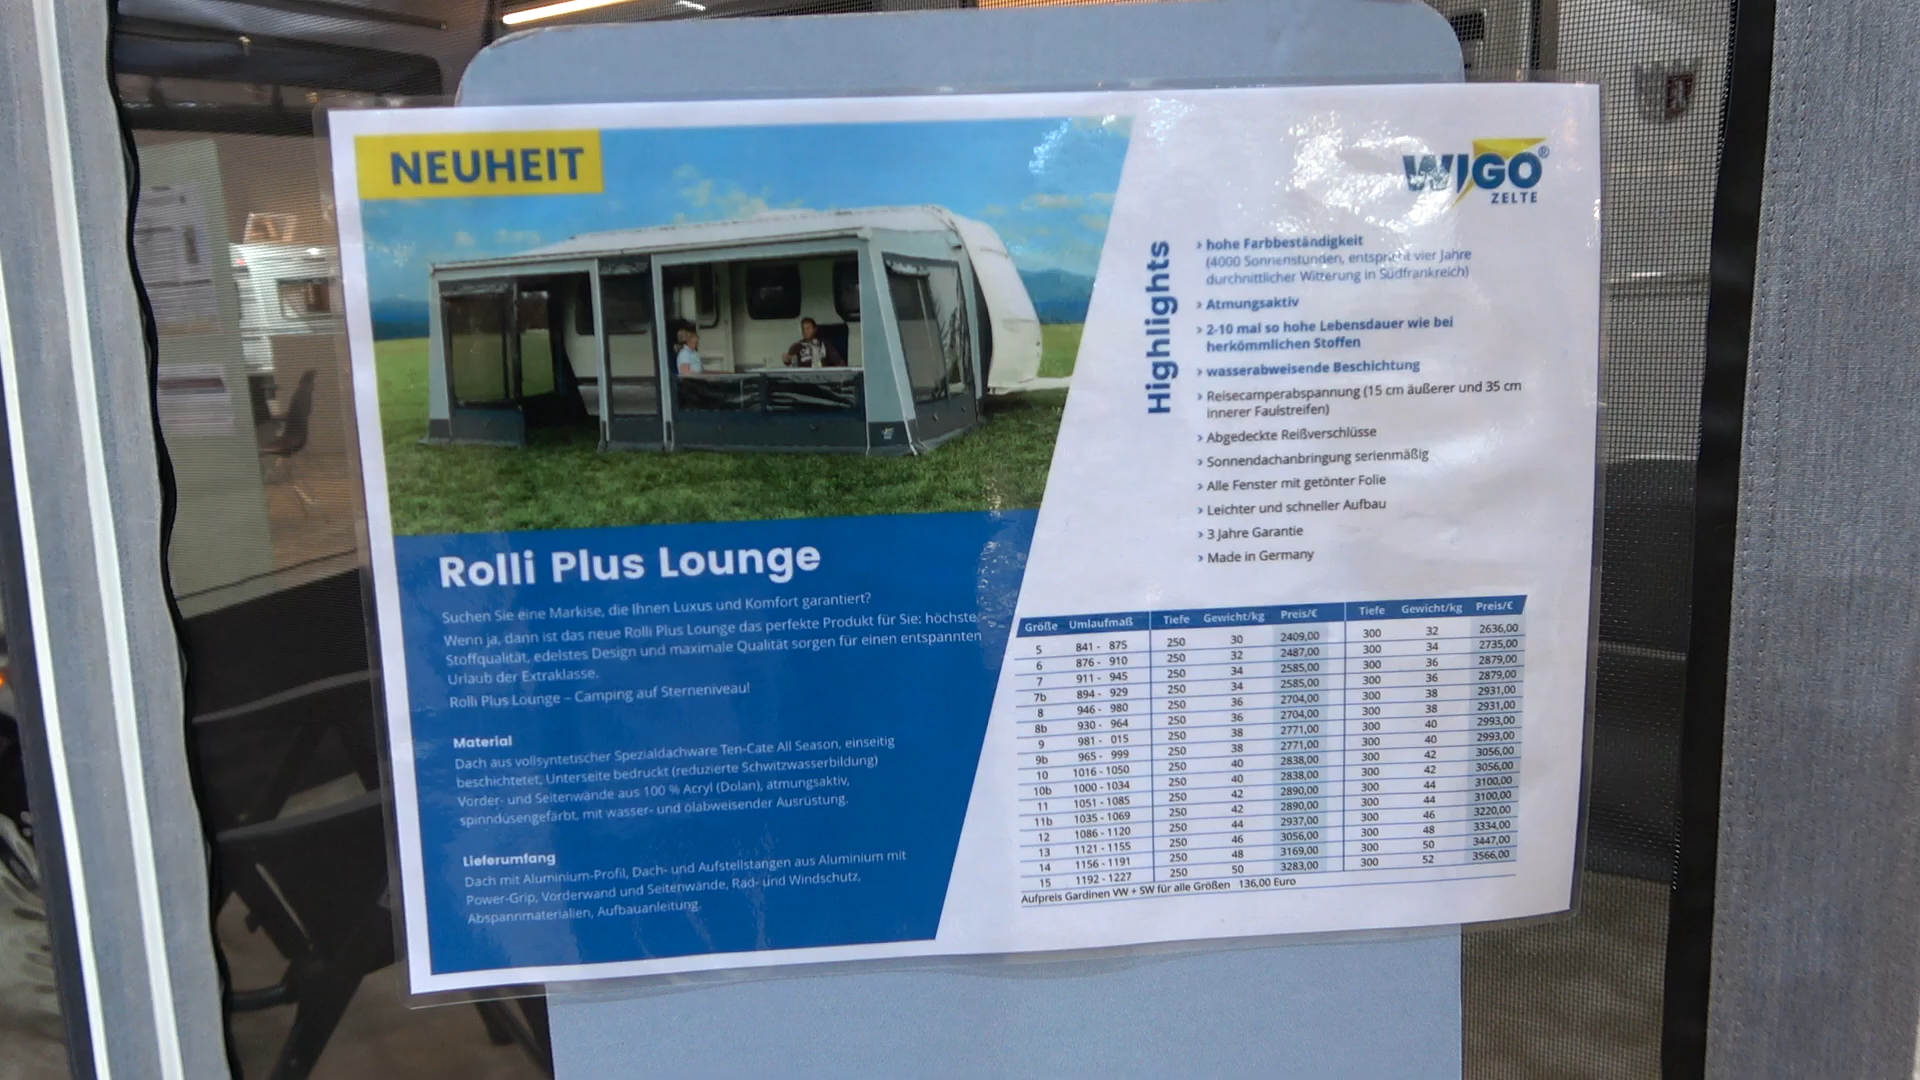 NEUHEIT
WIGO®
ZELTE
Highlights
› hohe Farbbeständigkeit
(4000 Sonnenstunden, entspricht vier Jahre
durchnittlicher Witterung in Südfrankreich)
› Atmungsaktiv
› 2-10 mal so hohe Lebensdauer wie bei
herkömmlichen Stoffen
› wasserabweisende Beschichtung
› Reisecamperabspannung (15 cm äußerer und 35 cm
innerer Faulstreifen)
› Abgedeckte Reißverschlüsse
› Sonnendachanbringung serienmäßig
› Alle Fenster mit getönter Folie
› Leichter und schneller Aufbau
› 3 Jahre Garantie
› Made in Germany
Rolli Plus Lounge
Suchen Sie eine Markise, die Ihnen Luxus und Komfort garantiert?
Wenn ja, dann ist das neue Rolli Plus Lounge das perfekte Produkt für Sie: höchste
Stoffqualität, edelstes Design und maximale Qualität sorgen für einen entspannten
Urlaub der Extraklasse.
Rolli Plus Lounge – Camping auf Sterneniveau!
Material
Dach aus vollsyntetischer Spezialdachware Ten-Cate All Season, einseitig
beschichtetet, Unterseite bedruckt (reduzierte Schwitzwasserbildung)
Vorder- und Seitenwände aus 100 % Acryl (Dolan), atmungsaktiv,
spinndüsengefärbt, mit wasser- und ölabweisender Ausrüstung.
Lieferumfang
Dach mit Aluminium-Profil, Dach- und Aufstellstangen aus Aluminium mit
Power-Grip, Vorderwand und Seitenwände, Rad- und Windschutz,
Abspannmaterialien, Aufbauanleitung.
Größe Umlaufmaß Tiefe Gewicht/kg Preis/€ Tiefe Gewicht/kg Preis/€
5 841 - 875 250 30 2409,00 300 32 2636,00
6 876 - 910 250 32 2487,00 300 34 2735,00
7 911 - 945 250 34 2585,00 300 36 2879,00
7b 894 - 929 250 34 2585,00 300 36 2879,00
8 946 - 980 250 36 2704,00 300 38 2931,00
8b 930 - 964 250 36 2704,00 300 38 2931,00
9 981 - 015 250 38 2771,00 300 40 2993,00
9b 965 - 999 250 38 2771,00 300 40 2993,00
10 1016 - 1050 250 40 2838,00 300 42 3056,00
10b 1000 - 1034 250 40 2838,00 300 42 3056,00
11 1051 - 1085 250 42 2890,00 300 44 3100,00
11b 1035 - 1069 250 42 2890,00 300 44 3100,00
12 1086 - 1120 250 44 2937,00 300 46 3220,00
13 1121 - 1155 250 46 3056,00 300 48 3334,00
14 1156 - 1191 250 48 3169,00 300 50 3447,00
15 1192 - 1227 250 50 3283,00 300 52 3566,00
Aufpreis Gardinen VW + SW für alle Größen 136,00 Euro